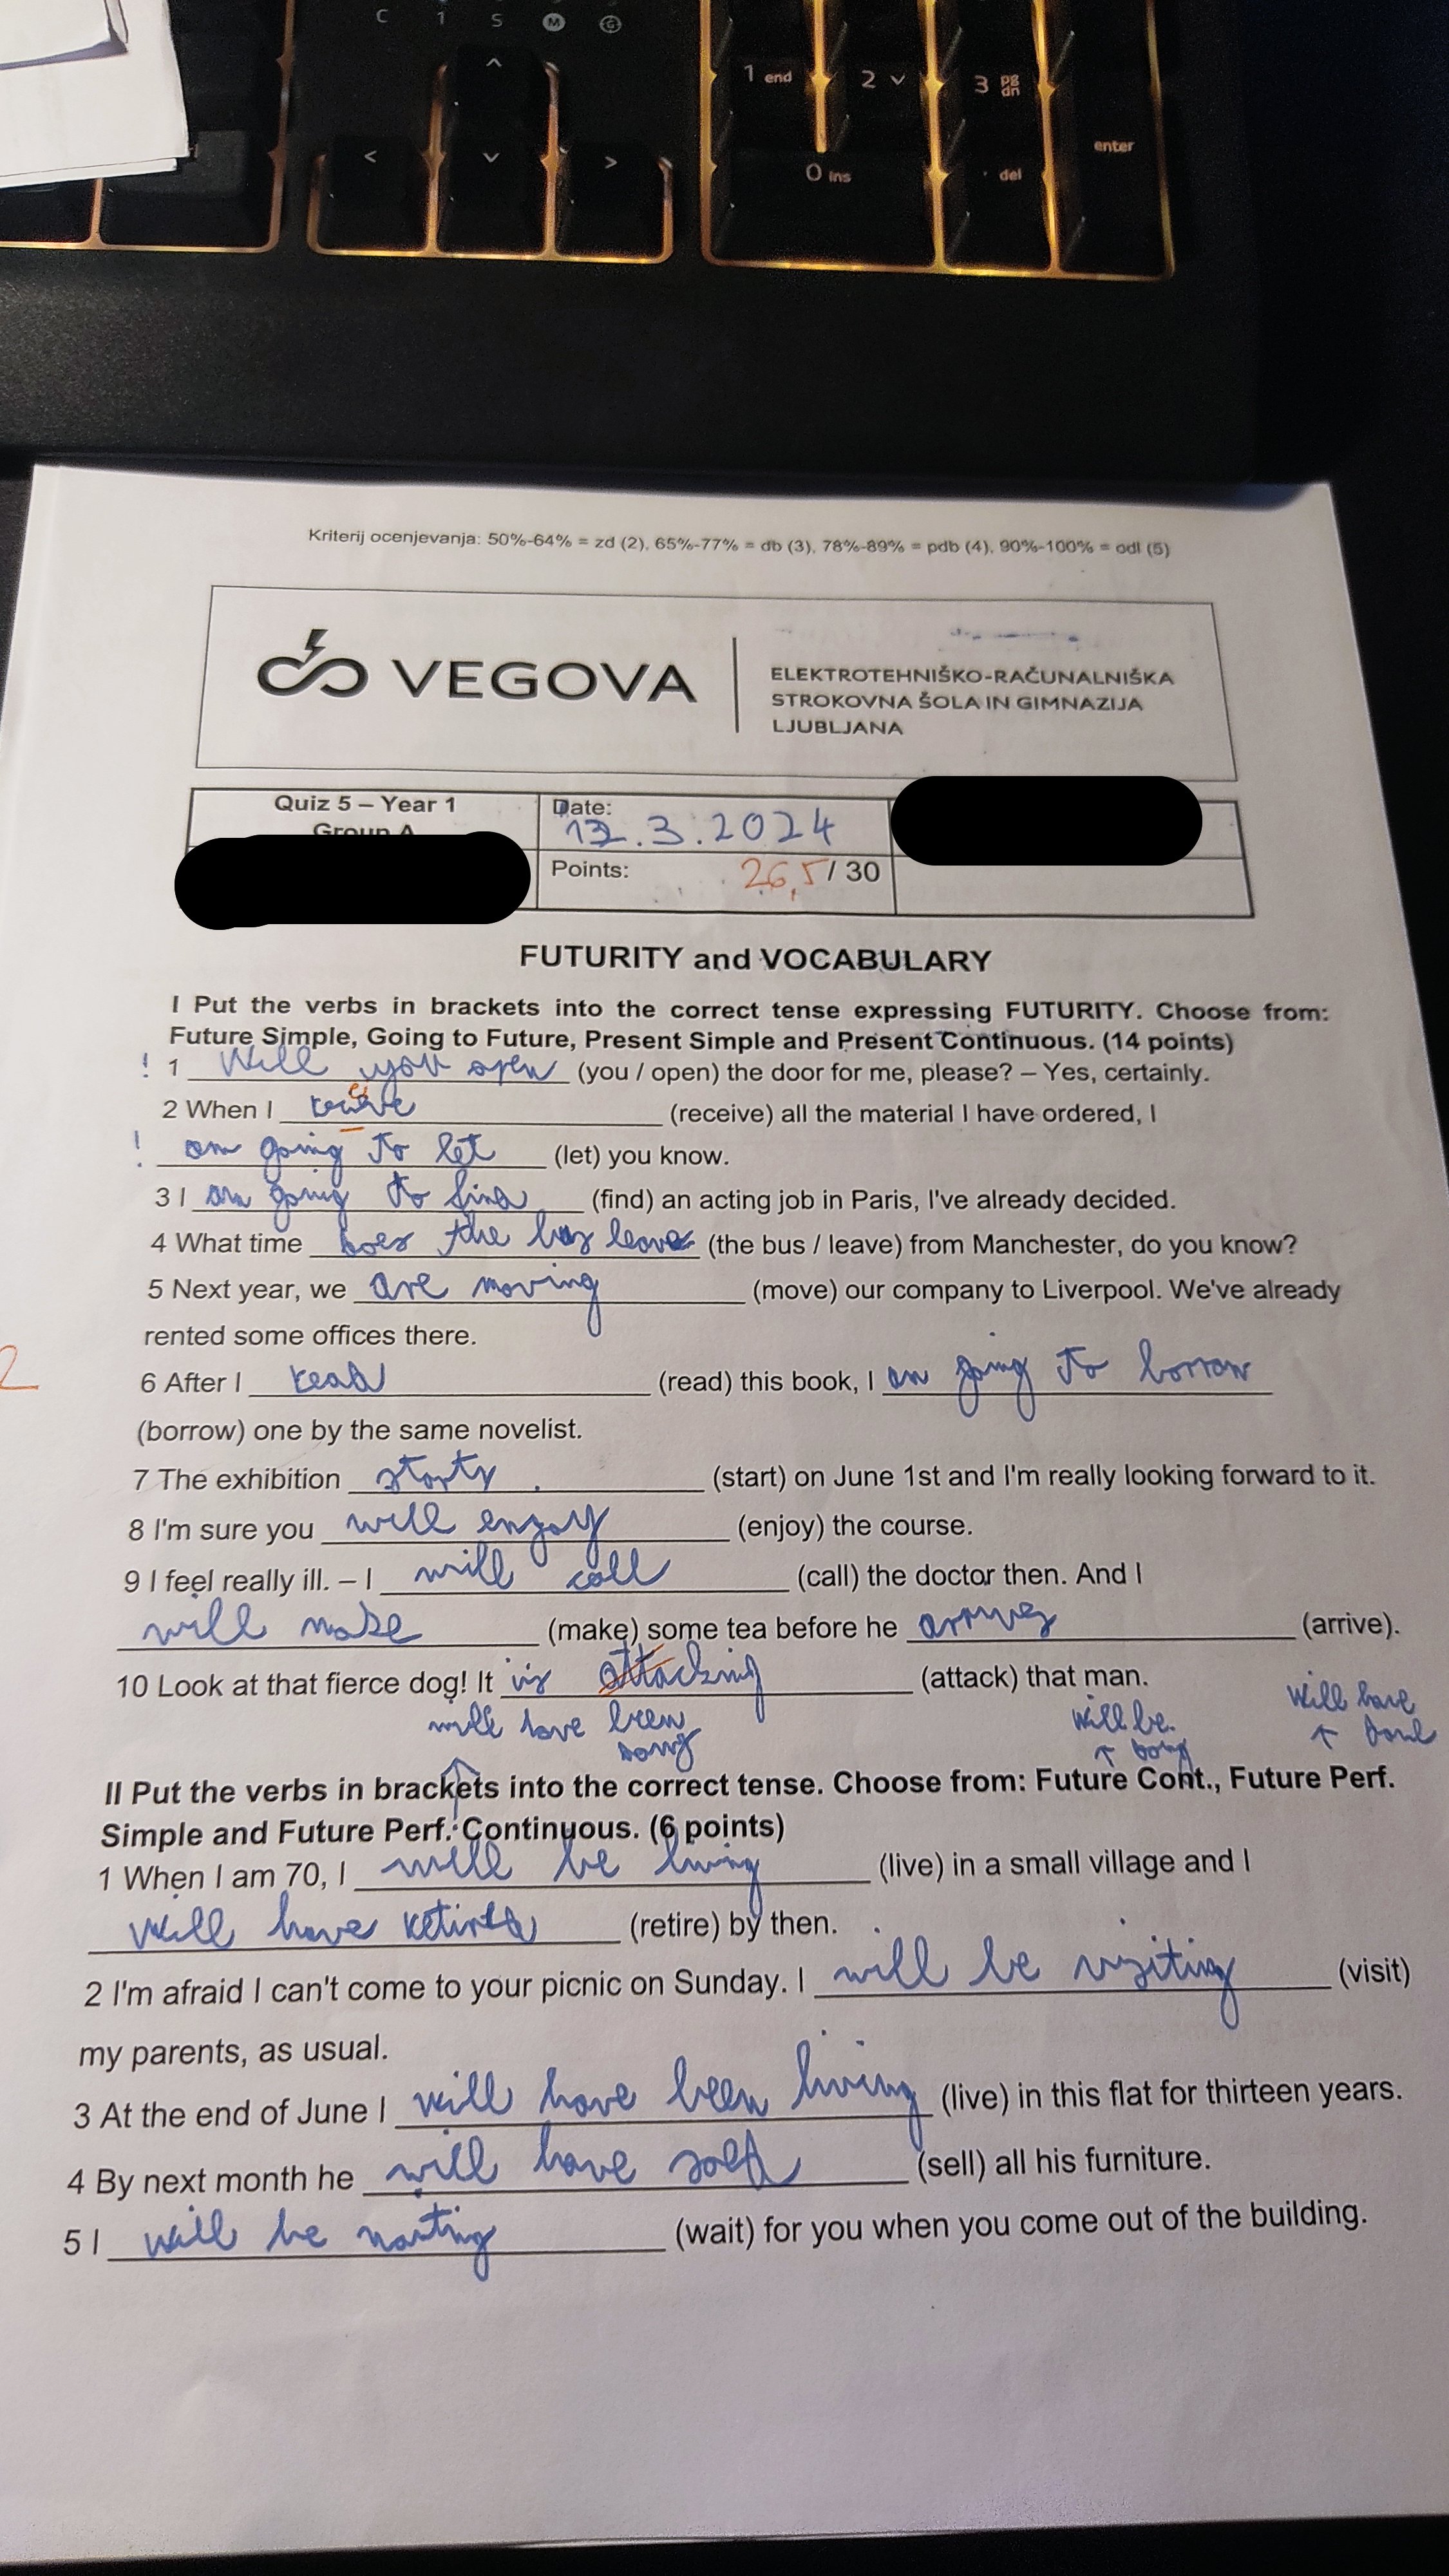 C 1 S M G
^
1 end 2 ˅ 3 pg dn
< ˅ > 0 ins . del enter
Kriterij ocenjevanja: 50%-64% = zd (2), 65%-77% = db (3), 78%-89% = pdb (4), 90%-100% = odl (5)
VEGOVA
ELEKTROTEHNIŠKO-RAČUNALNIŠKA
STROKOVNA ŠOLA IN GIMNAZIJA
LJUBLJANA
Quiz 5 – Year 1
Group A
Date:
12.3.2024
Points: 26,5 / 30
FUTURITY and VOCABULARY
I Put the verbs in brackets into the correct tense expressing FUTURITY. Choose from:
Future Simple, Going to Future, Present Simple and Present Continuous. (14 points)
! 1 Will you open (you / open) the door for me, please? – Yes, certainly.
2 When I (receive) all the material I have ordered, I
! am going to let (let) you know.
3 I am going to find (find) an acting job in Paris, I've already decided.
4 What time does the bus leave (the bus / leave) from Manchester, do you know?
5 Next year, we are moving (move) our company to Liverpool. We've already
rented some offices there.
2
6 After I read (read) this book, I am going to borrow
(borrow) one by the same novelist.
7 The exhibition starts (start) on June 1st and I'm really looking forward to it.
8 I'm sure you will enjoy (enjoy) the course.
9 I feel really ill. – I will call (call) the doctor then. And I
will make (make) some tea before he arrives (arrive).
10 Look at that fierce dog! It is attacking (attack) that man.
will have been doing
will be doing
Will have done
II Put the verbs in brackets into the correct tense. Choose from: Future Cont., Future Perf.
Simple and Future Perf. Continuous. (6 points)
1 When I am 70, I will be living (live) in a small village and I
will have retired (retire) by then.
2 I'm afraid I can't come to your picnic on Sunday. I will be visiting (visit)
my parents, as usual.
3 At the end of June I will have been living (live) in this flat for thirteen years.
4 By next month he will have sold (sell) all his furniture.
5 I will be waiting (wait) for you when you come out of the building.